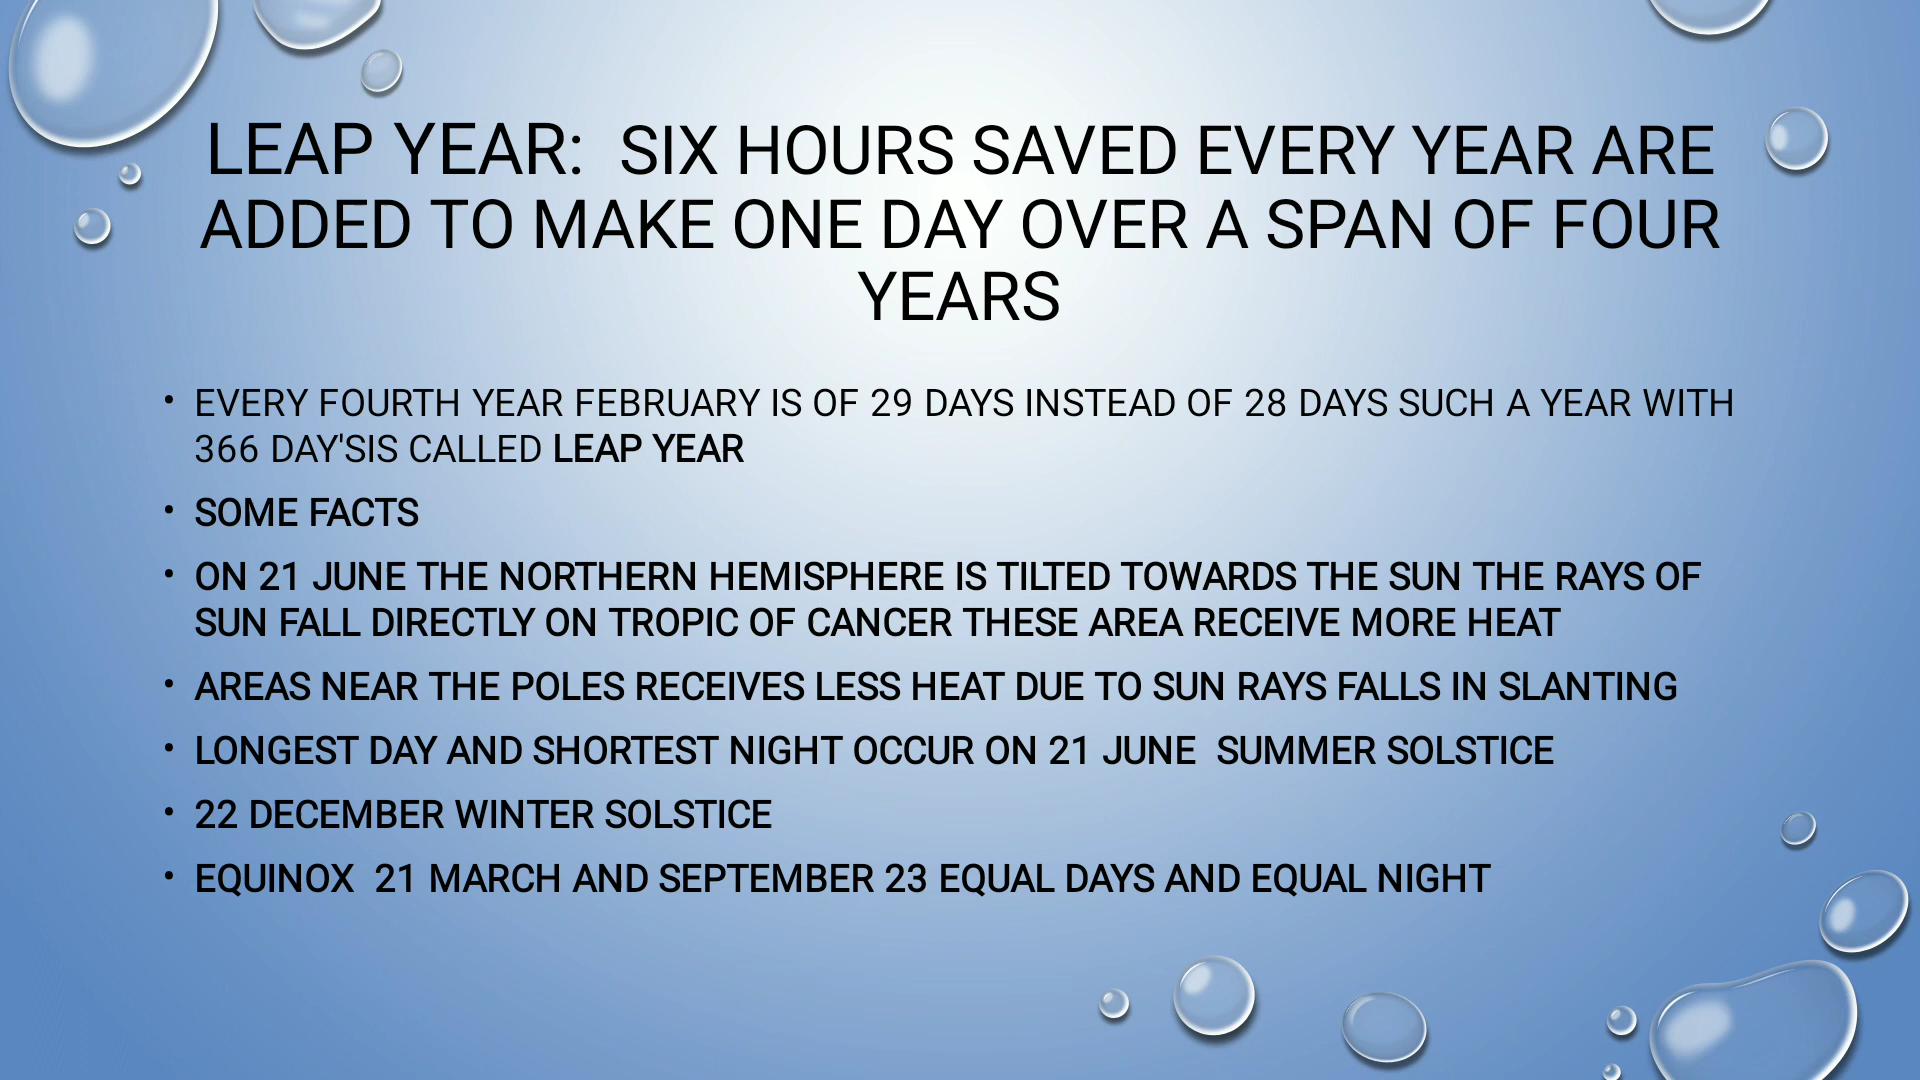 LEAP YEAR:  SIX HOURS SAVED EVERY YEAR ARE
ADDED TO MAKE ONE DAY OVER A SPAN OF FOUR
YEARS
• EVERY FOURTH YEAR FEBRUARY IS OF 29 DAYS INSTEAD OF 28 DAYS SUCH A YEAR WITH
366 DAY'SIS CALLED LEAP YEAR
• SOME FACTS
• ON 21 JUNE THE NORTHERN HEMISPHERE IS TILTED TOWARDS THE SUN THE RAYS OF
SUN FALL DIRECTLY ON TROPIC OF CANCER THESE AREA RECEIVE MORE HEAT
• AREAS NEAR THE POLES RECEIVES LESS HEAT DUE TO SUN RAYS FALLS IN SLANTING
• LONGEST DAY AND SHORTEST NIGHT OCCUR ON 21 JUNE  SUMMER SOLSTICE
• 22 DECEMBER WINTER SOLSTICE
• EQUINOX  21 MARCH AND SEPTEMBER 23 EQUAL DAYS AND EQUAL NIGHT